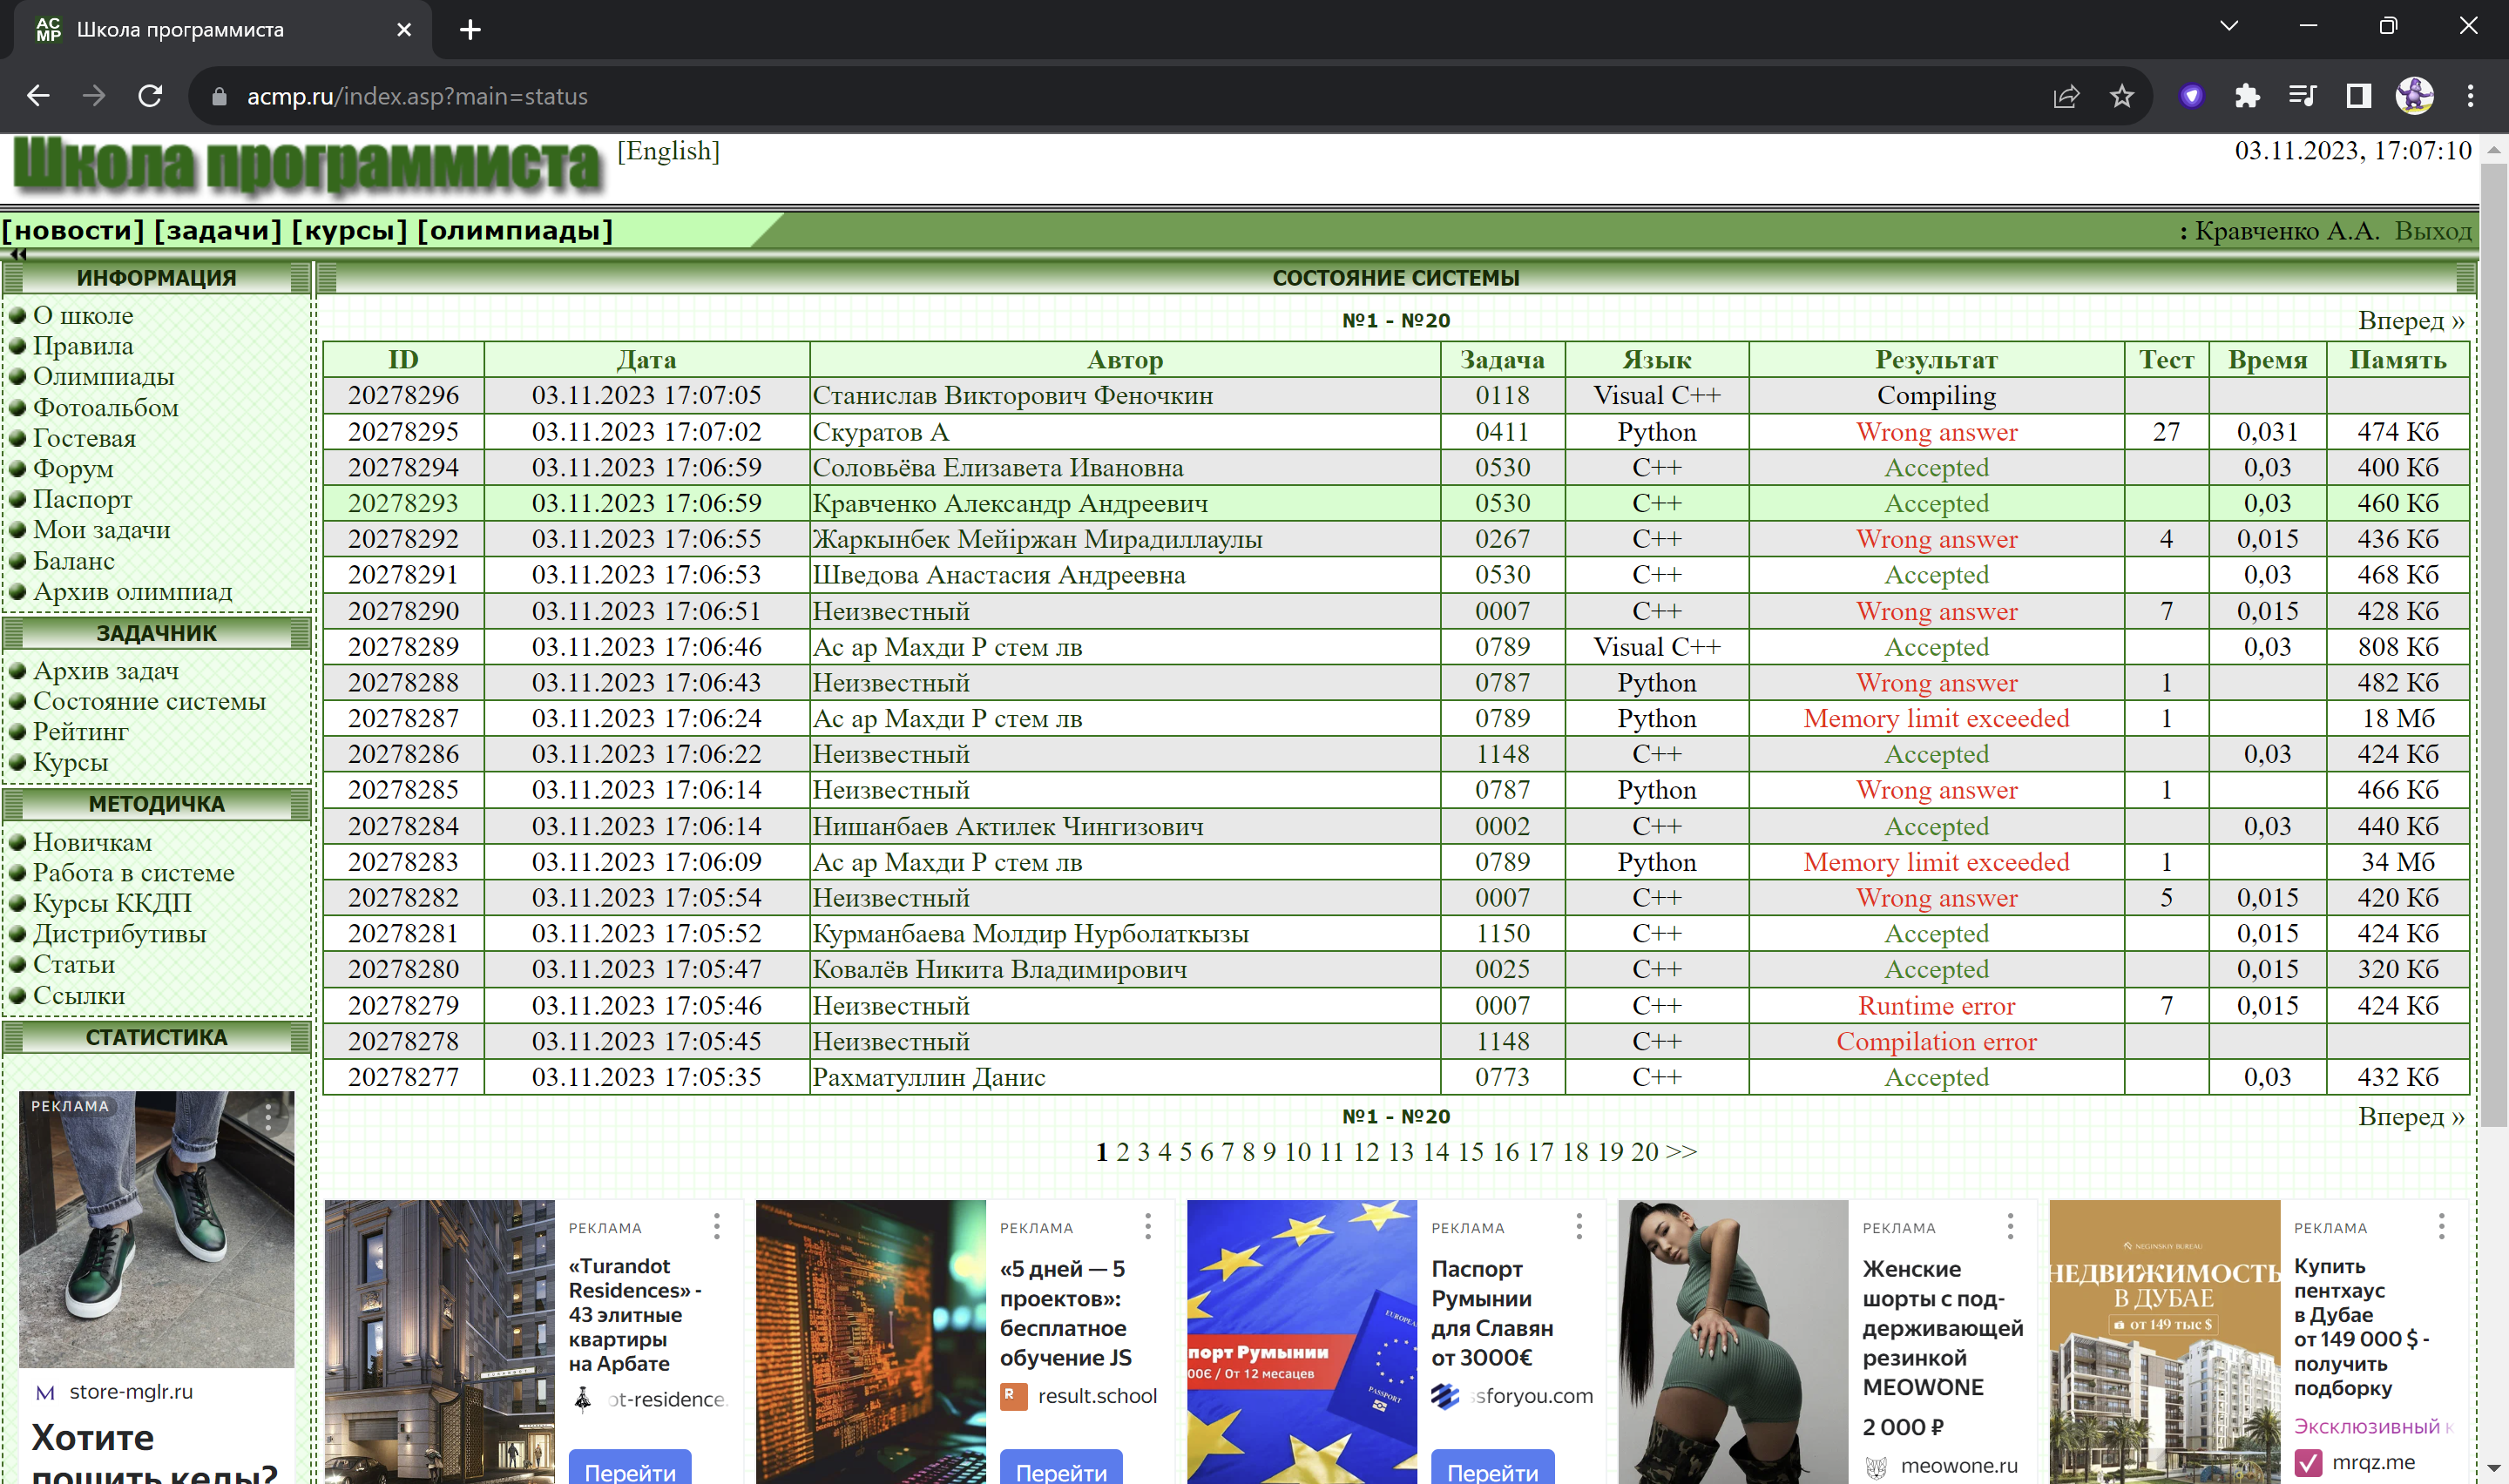 AC MP Школа программиста
acmp.ru/index.asp?main=status
Школа программиста [English] 03.11.2023, 17:07:10
[новости] [задачи] [курсы] [олимпиады] : Кравченко А.А. Выход
ИНФОРМАЦИЯ
О школе
Правила
Олимпиады
Фотоальбом
Гостевая
Форум
Паспорт
Мои задачи
Баланс
Архив олимпиад
ЗАДАЧНИК
Архив задач
Состояние системы
Рейтинг
Курсы
МЕТОДИЧКА
Новичкам
Работа в системе
Курсы ККДП
Дистрибутивы
Статьи
Ссылки
СТАТИСТИКА
РЕКЛАМА
store-mglr.ru
Хотите
пошить кеды?
СОСТОЯНИЕ СИСТЕМЫ
№1 - №20 Вперед »
ID Дата Автор Задача Язык Результат Тест Время Память
20278296 03.11.2023 17:07:05 Станислав Викторович Феночкин 0118 Visual C++ Compiling
20278295 03.11.2023 17:07:02 Скуратов А 0411 Python Wrong answer 27 0,031 474 Кб
20278294 03.11.2023 17:06:59 Соловьёва Елизавета Ивановна 0530 C++ Accepted 0,03 400 Кб
20278293 03.11.2023 17:06:59 Кравченко Александр Андреевич 0530 C++ Accepted 0,03 460 Кб
20278292 03.11.2023 17:06:55 Жаркынбек Мейіржан Мирадиллаулы 0267 C++ Wrong answer 4 0,015 436 Кб
20278291 03.11.2023 17:06:53 Шведова Анастасия Андреевна 0530 C++ Accepted 0,03 468 Кб
20278290 03.11.2023 17:06:51 Неизвестный 0007 C++ Wrong answer 7 0,015 428 Кб
20278289 03.11.2023 17:06:46 Ас ар Махди Р стем лв 0789 Visual C++ Accepted 0,03 808 Кб
20278288 03.11.2023 17:06:43 Неизвестный 0787 Python Wrong answer 1 482 Кб
20278287 03.11.2023 17:06:24 Ас ар Махди Р стем лв 0789 Python Memory limit exceeded 1 18 Мб
20278286 03.11.2023 17:06:22 Неизвестный 1148 C++ Accepted 0,03 424 Кб
20278285 03.11.2023 17:06:14 Неизвестный 0787 Python Wrong answer 1 466 Кб
20278284 03.11.2023 17:06:14 Нишанбаев Актилек Чингизович 0002 C++ Accepted 0,03 440 Кб
20278283 03.11.2023 17:06:09 Ас ар Махди Р стем лв 0789 Python Memory limit exceeded 1 34 Мб
20278282 03.11.2023 17:05:54 Неизвестный 0007 C++ Wrong answer 5 0,015 420 Кб
20278281 03.11.2023 17:05:52 Курманбаева Молдир Нурболаткызы 1150 C++ Accepted 0,015 424 Кб
20278280 03.11.2023 17:05:47 Ковалёв Никита Владимирович 0025 C++ Accepted 0,015 320 Кб
20278279 03.11.2023 17:05:46 Неизвестный 0007 C++ Runtime error 7 0,015 424 Кб
20278278 03.11.2023 17:05:45 Неизвестный 1148 C++ Compilation error
20278277 03.11.2023 17:05:35 Рахматуллин Данис 0773 C++ Accepted 0,03 432 Кб
№1 - №20 Вперед »
1 2 3 4 5 6 7 8 9 10 11 12 13 14 15 16 17 18 19 20 >>
РЕКЛАМА
«Turandot
Residences» -
43 элитные
квартиры
на Арбате
ot-residence
Перейти
РЕКЛАМА
«5 дней — 5
проектов»:
бесплатное
обучение JS
result.school
Перейти
порт Румынии
00€ / От 12 месяцев
PASSPORT
РЕКЛАМА
Паспорт
Румынии
для Славян
от 3000€
ssforyou.com
Перейти
РЕКЛАМА
Женские
шорты с под-
держивающей
резинкой
MEOWONE
2 000 ₽
meowone.ru
NEGINSKIY BUREAU
НЕДВИЖИМОСТЬ
В ДУБАЕ
от 149 тыс $
РЕКЛАМА
Купить
пентхаус
в Дубае
от 149 000 $ -
получить
подборку
Эксклюзивный к
mrqz.me